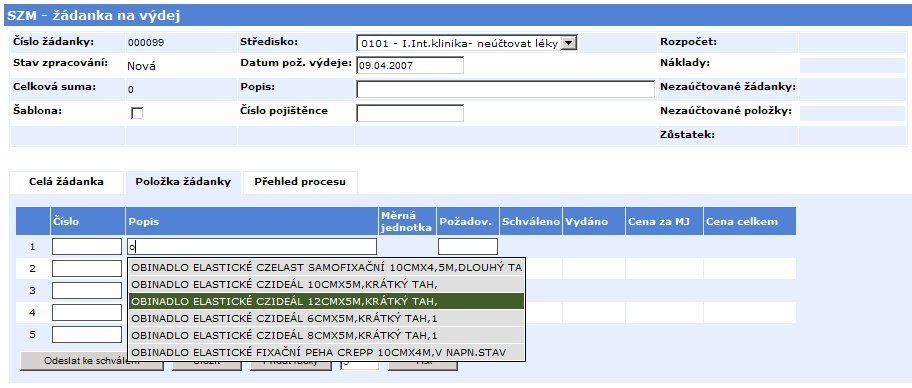 SZM - žádanka na výdej
Číslo žádanky: 000099 Středisko: 0101 - I.Int.klinika- neúčtovat léky Rozpočet:
Stav zpracování: Nová Datum pož. výdeje: 09.04.2007 Náklady:
Celková suma: 0 Popis: Nezaúčtované žádanky:
Šablona: Číslo pojištěnce Nezaúčtované položky:
Zůstatek:
Celá žádanka Položka žádanky Přehled procesu
Číslo Popis Měrná jednotka Požadov. Schváleno Vydáno Cena za MJ Cena celkem
1 o
2 OBINADLO ELASTICKÉ CZELAST SAMOFIXAČNÍ 10CMX4,5M,DLOUHÝ TA
OBINADLO ELASTICKÉ CZIDEÁL 10CMX5M,KRÁTKÝ TAH,
3 OBINADLO ELASTICKÉ CZIDEÁL 12CMX5M,KRÁTKÝ TAH,
4 OBINADLO ELASTICKÉ CZIDEÁL 6CMX5M,KRÁTKÝ TAH,1
5 OBINADLO ELASTICKÉ CZIDEÁL 8CMX5M,KRÁTKÝ TAH,1
OBINADLO ELASTICKÉ FIXAČNÍ PEHA CREPP 10CMX4M,V NAPN.STAV
Odeslat ke schválení